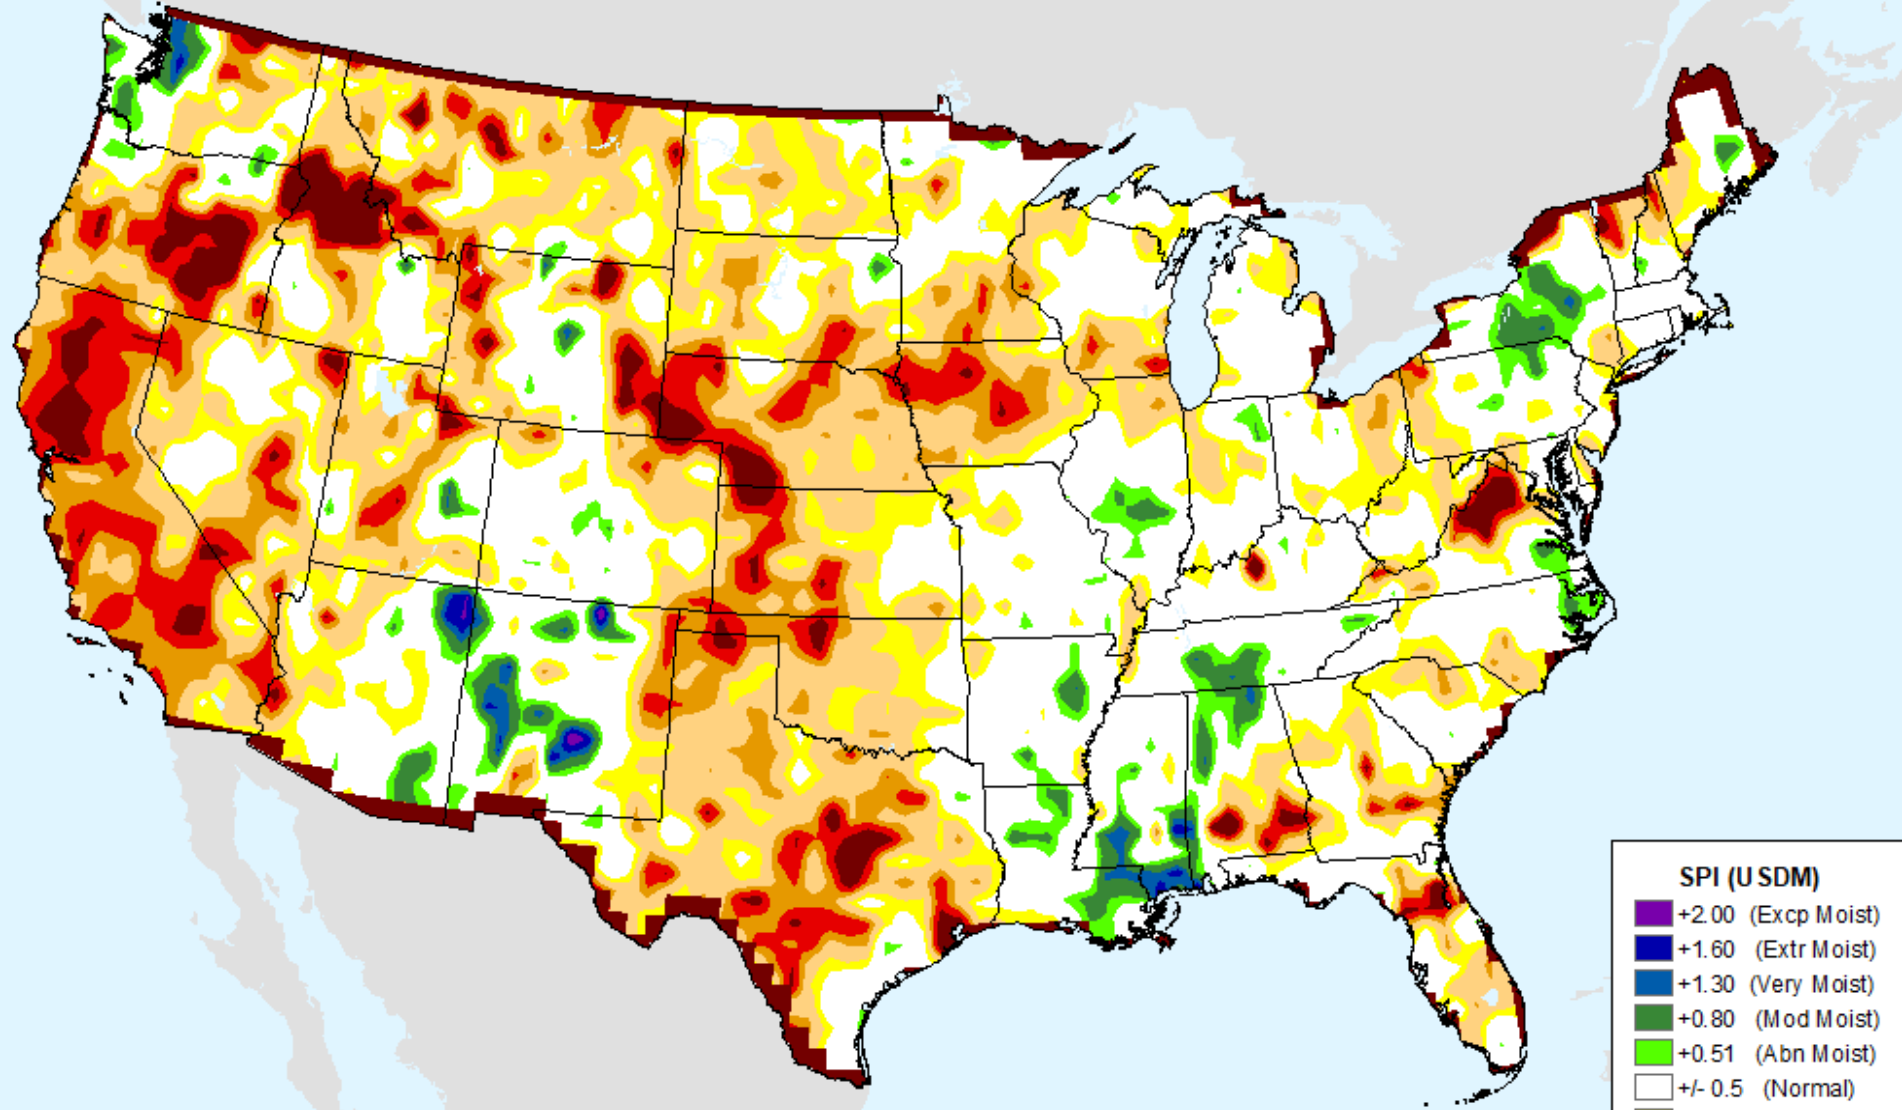 SPI (USDM)
+2.00 (Excp Moist)
+1.60 (Extr Moist)
+1.30 (Very Moist)
+0.80 (Mod Moist)
+0.51 (Abn Moist)
+/- 0.5 (Normal)